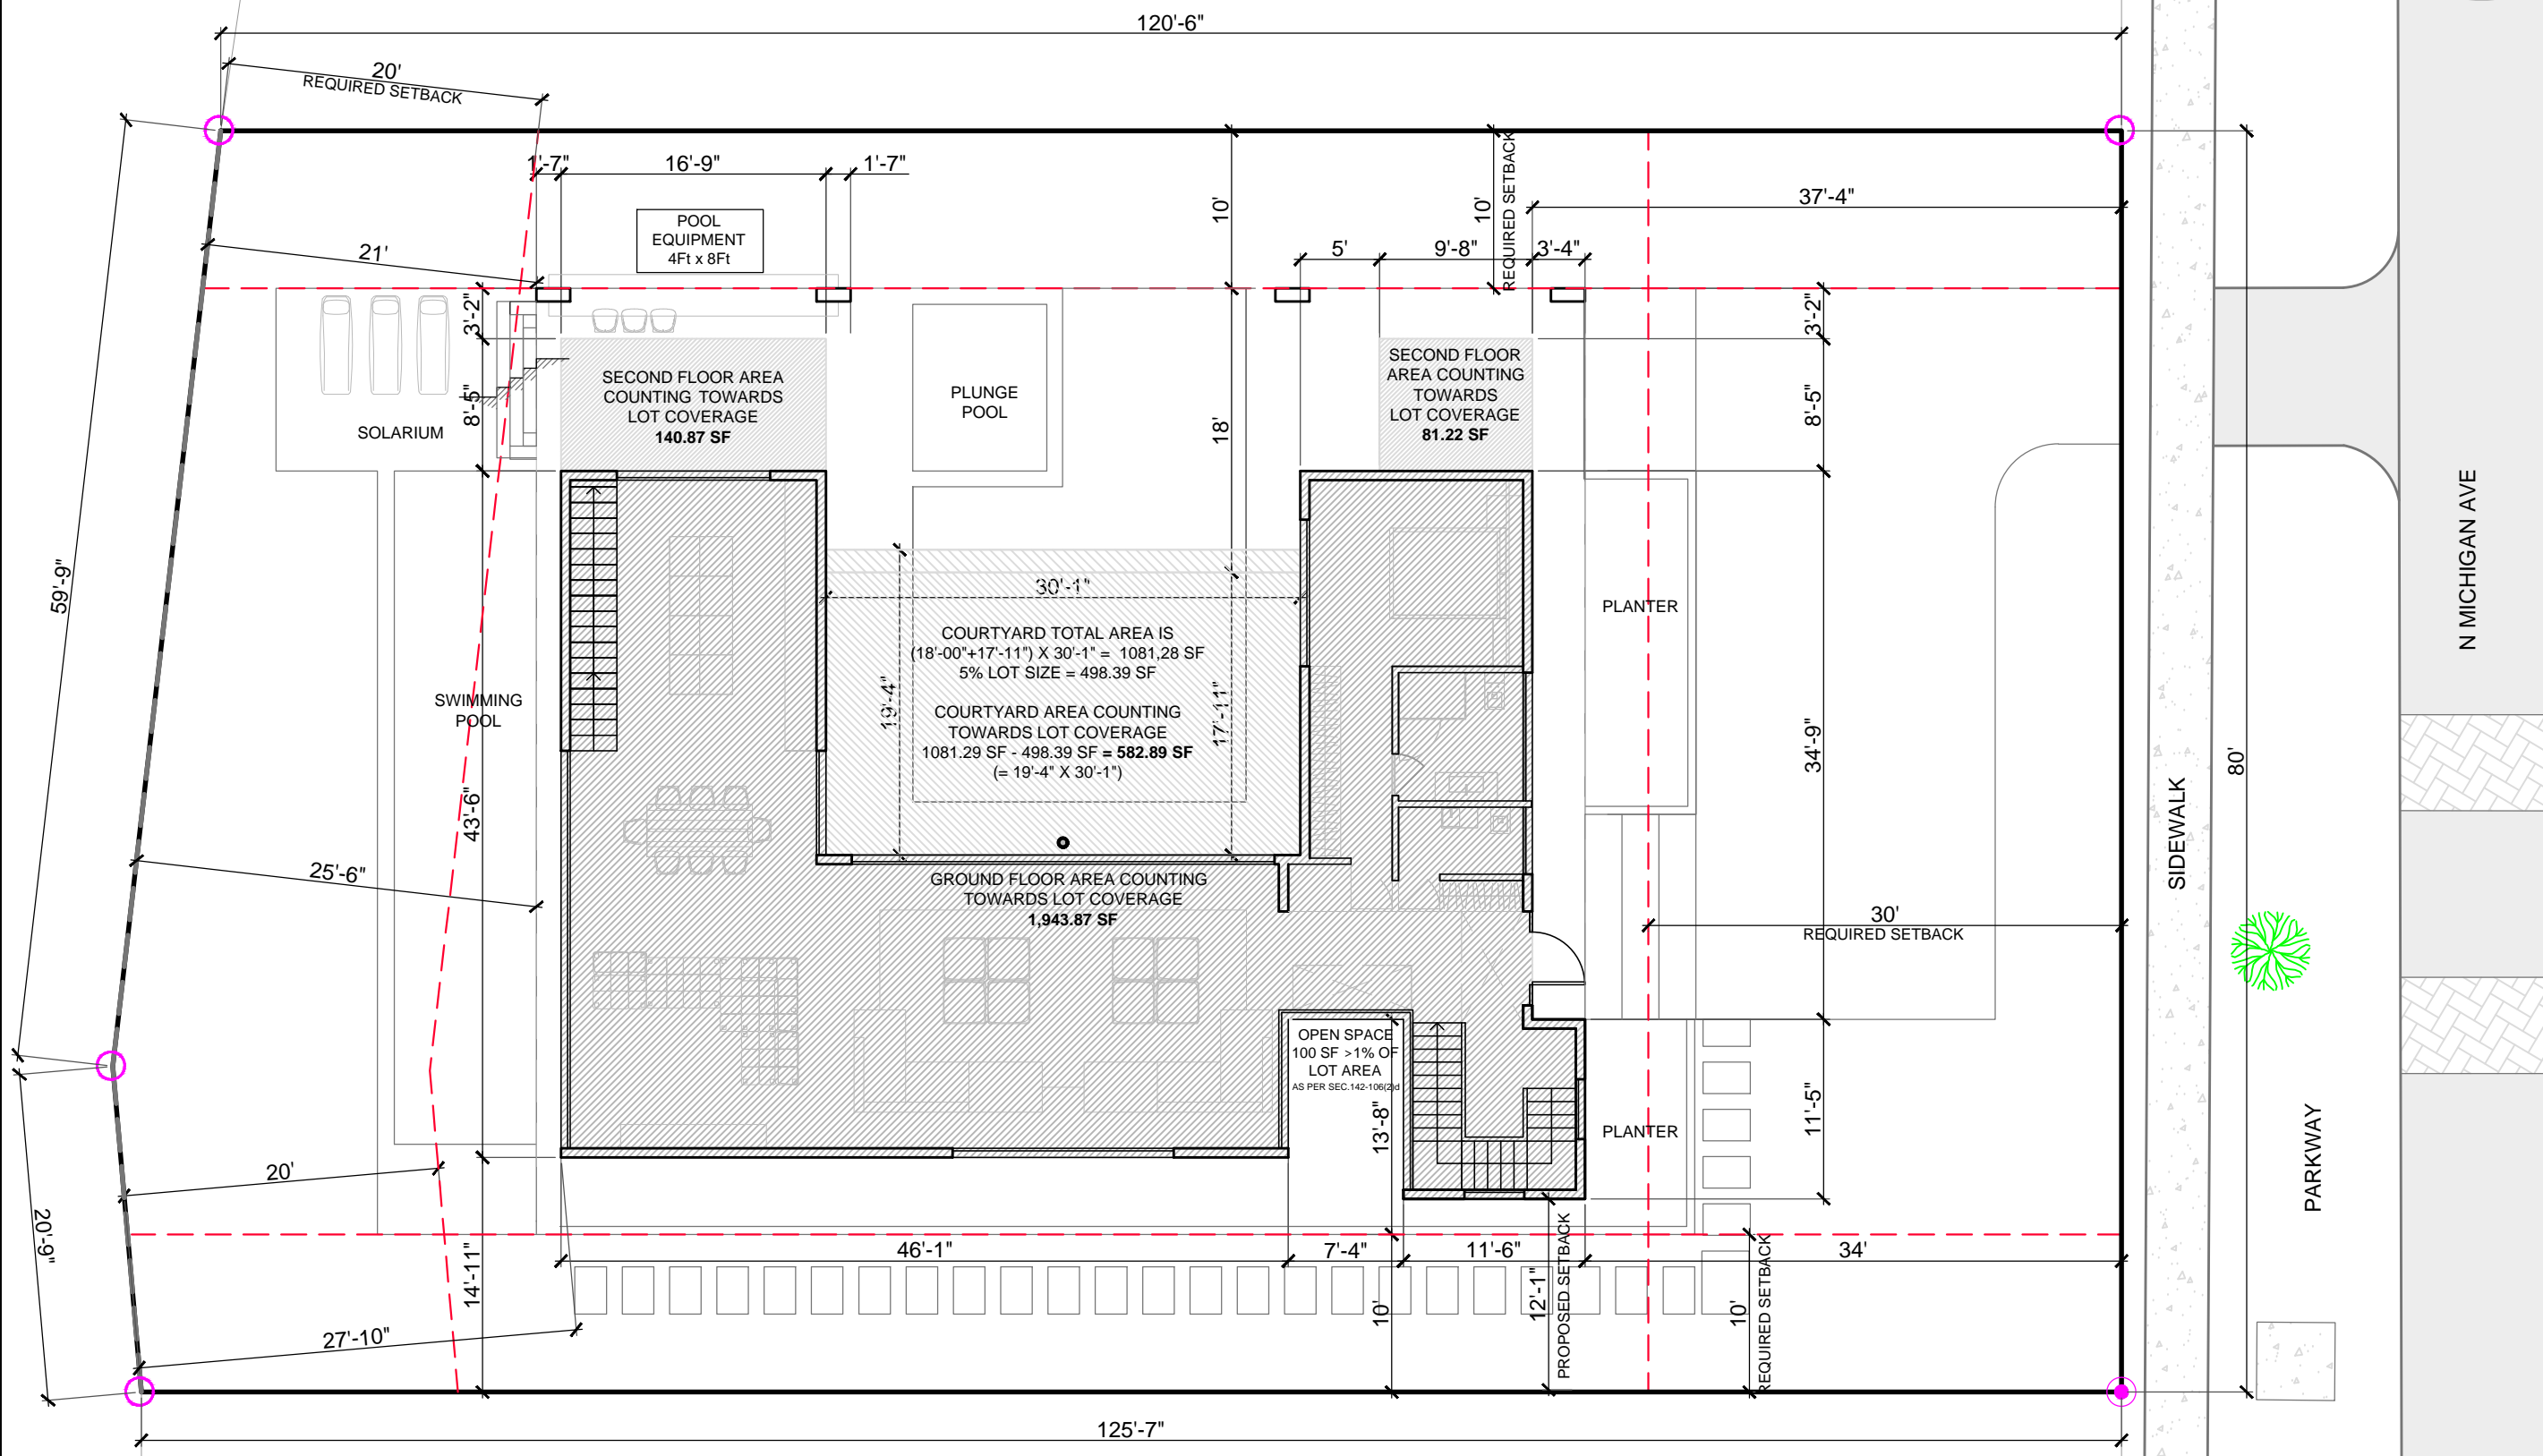 120'-6"
20'
REQUIRED SETBACK
1'-7"
16'-9"
1'-7"
POOL
EQUIPMENT
4Ft x 8Ft
10'
10'
REQUIRED SETBACK
37'-4"
21'
5'
9'-8"
3'-4"
3'-2"
3'-2"
SECOND FLOOR AREA
COUNTING TOWARDS
LOT COVERAGE
140.87 SF
PLUNGE
POOL
SECOND FLOOR
AREA COUNTING
TOWARDS
LOT COVERAGE
81.22 SF
SOLARIUM
8'-5"
18'
8'-5"
59'-9"
30'-1"
COURTYARD TOTAL AREA IS
(18'-00"+17'-11") X 30'-1" = 1081,28 SF
5% LOT SIZE = 498.39 SF
COURTYARD AREA COUNTING
TOWARDS LOT COVERAGE
1081.29 SF - 498.39 SF = 582.89 SF
(= 19'-4" X 30'-1")
19'-4"
17'-11"
PLANTER
N MICHIGAN AVE
SWIMMING
POOL
34'-9"
80'
SIDEWALK
43'-6"
25'-6"
GROUND FLOOR AREA COUNTING
TOWARDS LOT COVERAGE
1,943.87 SF
30'
REQUIRED SETBACK
OPEN SPACE
100 SF >1% OF
LOT AREA
AS PER SEC.142-106(2)d
13'-8"
11'-5"
PLANTER
PARKWAY
20'
20'-9"
14'-11"
46'-1"
7'-4"
11'-6"
34'
10'
12'-1"
PROPOSED SETBACK
10'
REQUIRED SETBACK
27'-10"
125'-7"